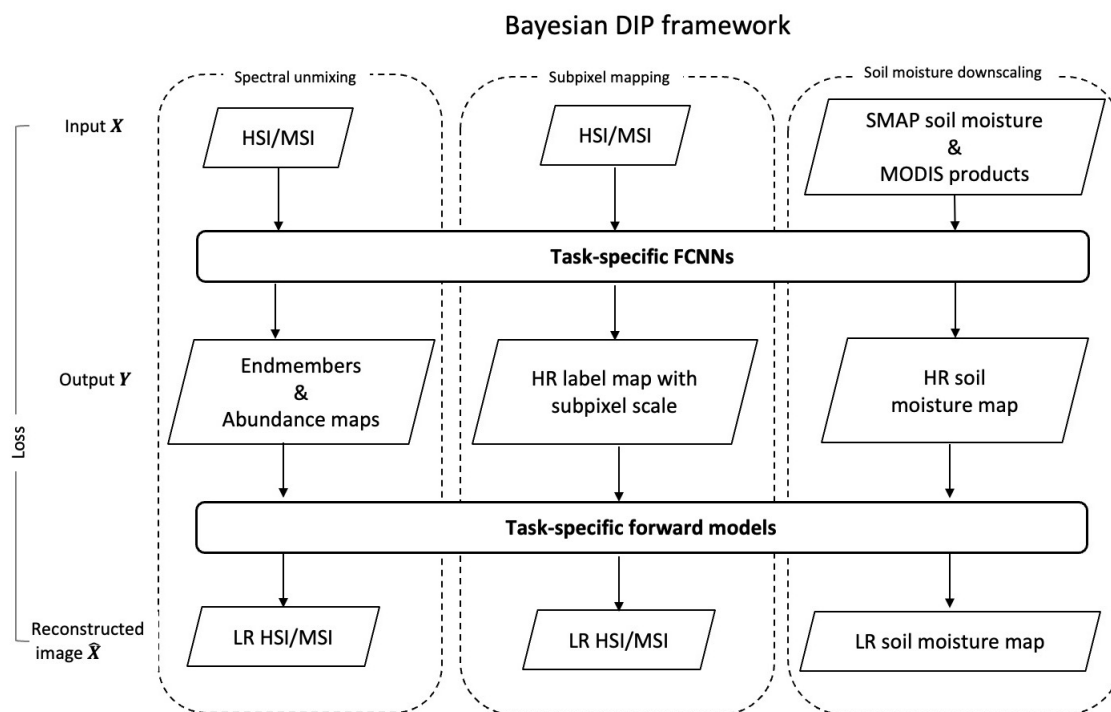 Bayesian DIP framework
Spectral unmixing
Subpixel mapping
Soil moisture downscaling
Input X
HSI/MSI
HSI/MSI
SMAP soil moisture
&
MODIS products
Task-specific FCNNs
Loss
Output Y
Endmembers
&
Abundance maps
HR label map with
subpixel scale
HR soil
moisture map
Task-specific forward models
Reconstructed
image X̂
LR HSI/MSI
LR HSI/MSI
LR soil moisture map